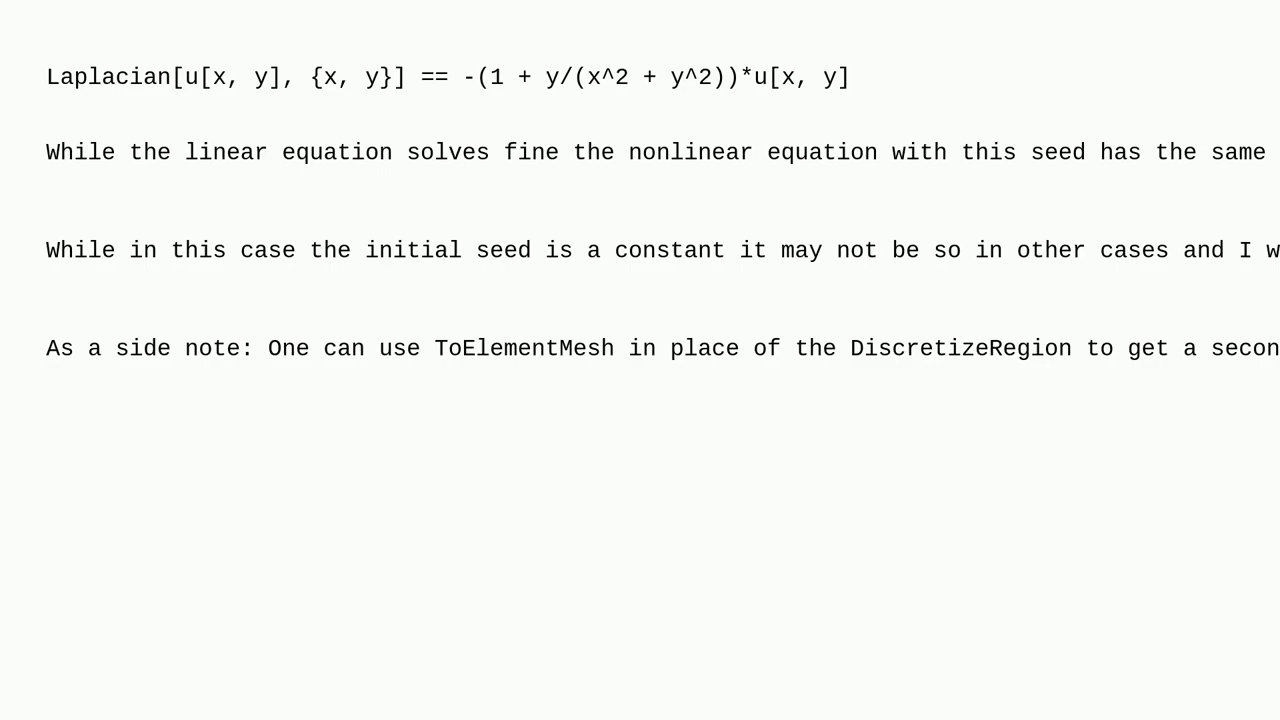 Laplacian[u[x, y], {x, y}] == -(1 + y/(x^2 + y^2))*u[x, y]
While the linear equation solves fine the nonlinear equation with this seed has the same
While in this case the initial seed is a constant it may not be so in other cases and I
As a side note: One can use ToElementMesh in place of the DiscretizeRegion to get a